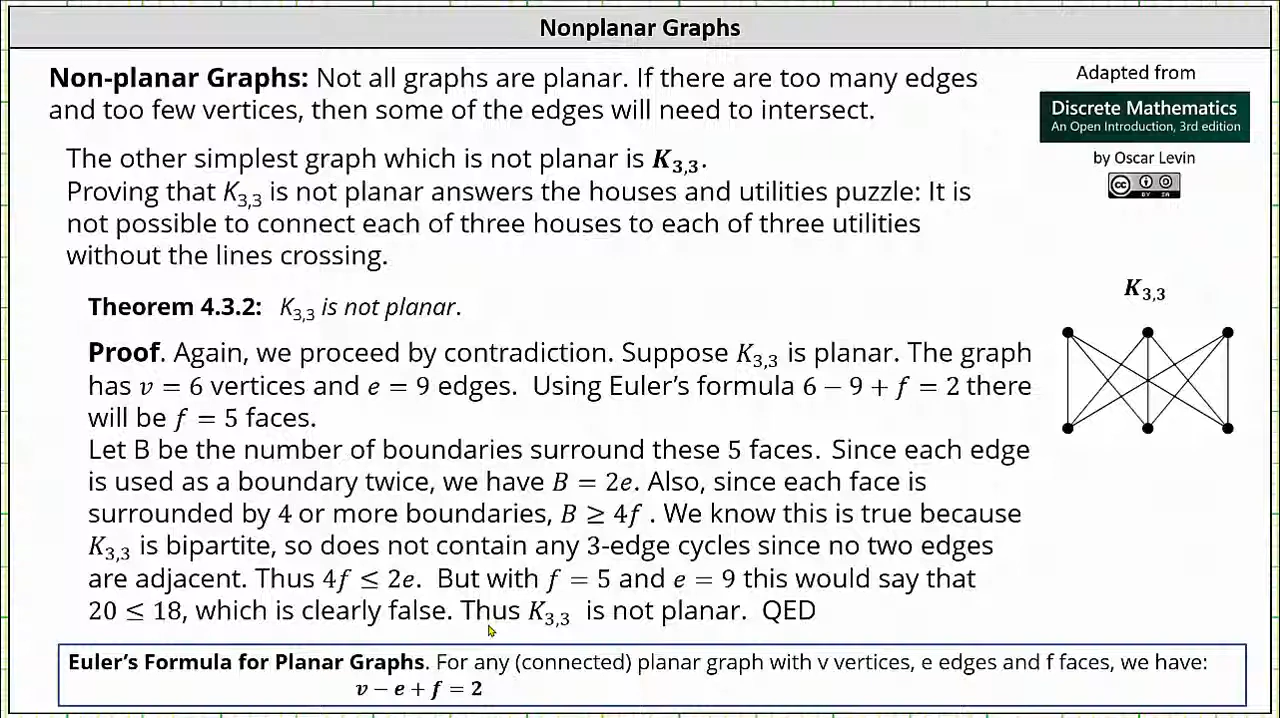 Nonplanar Graphs
Non-planar Graphs: Not all graphs are planar. If there are too many edges
and too few vertices, then some of the edges will need to intersect.
Adapted from
Discrete Mathematics
An Open Introduction, 3rd edition
by Oscar Levin
cc BY SA
The other simplest graph which is not planar is K₃,₃.
Proving that K₃,₃ is not planar answers the houses and utilities puzzle: It is
not possible to connect each of three houses to each of three utilities
without the lines crossing.
K₃,₃
Theorem 4.3.2: K₃,₃ is not planar.
Proof. Again, we proceed by contradiction. Suppose K₃,₃ is planar. The graph
has v = 6 vertices and e = 9 edges. Using Euler’s formula 6 − 9 + f = 2 there
will be f = 5 faces.
Let B be the number of boundaries surround these 5 faces. Since each edge
is used as a boundary twice, we have B = 2e. Also, since each face is
surrounded by 4 or more boundaries, B ≥ 4f . We know this is true because
K₃,₃ is bipartite, so does not contain any 3-edge cycles since no two edges
are adjacent. Thus 4f ≤ 2e. But with f = 5 and e = 9 this would say that
20 ≤ 18, which is clearly false. Thus K₃,₃ is not planar. QED
Euler’s Formula for Planar Graphs. For any (connected) planar graph with v vertices, e edges and f faces, we have:
v − e + f = 2